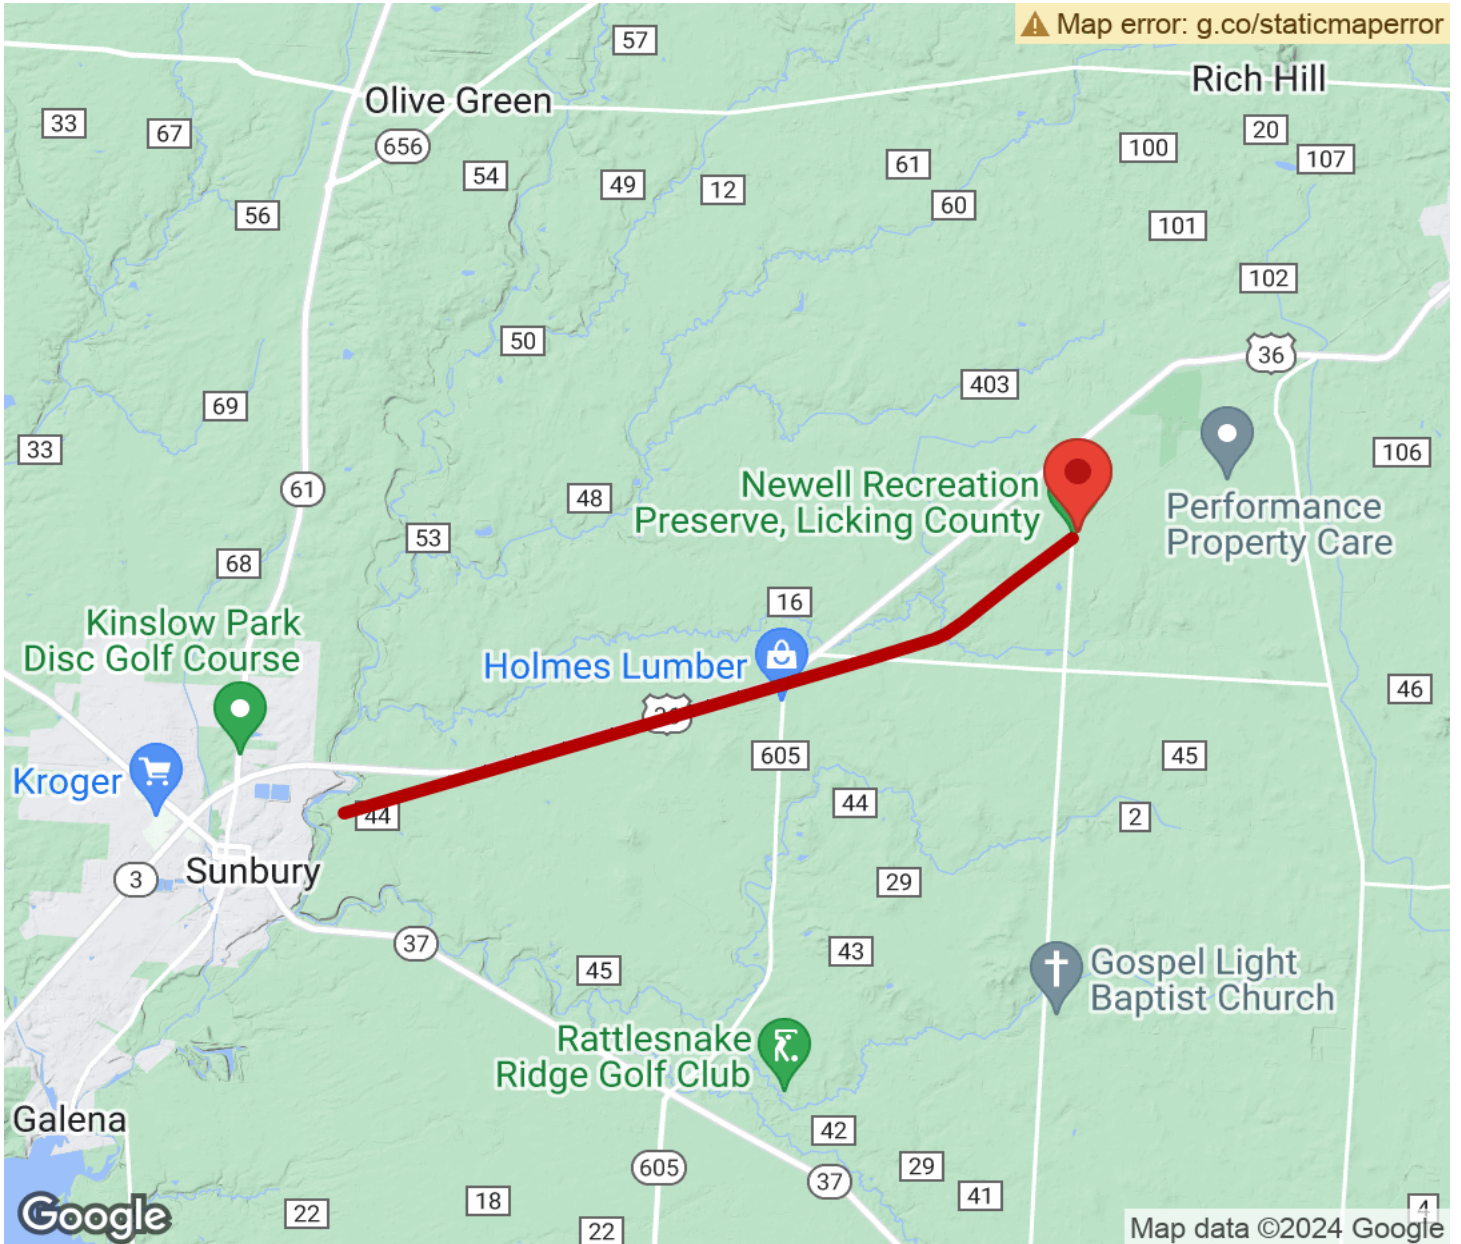 Map error: g.co/staticmaperror
57
Rich Hill
Olive Green
33
67
656
54
49
12
61
60
100
20
107
56
101
102
50
36
403
69
33
106
61
48
53
68
Newell Recreation
Preserve, Licking County
Performance
Property Care
16
Kinslow Park
Disc Golf Course
Holmes Lumber
46
605
45
Kroger
44
44
2
Sunbury
3
29
37
43
45
Gospel Light
Baptist Church
Rattlesnake
Ridge Golf Club
Galena
42
605
29
37
41
18
22
22
4
Google
Map data ©2024 Google